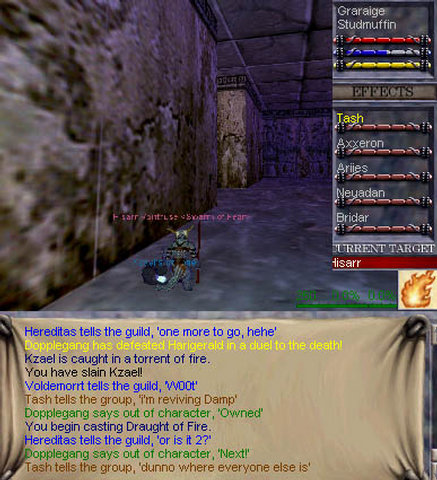 Graraige
Studmuffin
EFFECTS
Tash
Axxeron
Ariies
Neyadan
Bridar
CURRENT TARGET
Hisarr
Hereditas tells the guild, 'one more to go, hehe'
Dopplegang has defeated Harigerald in a duel to the death!
Kzael is caught in a torrent of fire.
You have slain Kzael!
Voldemorrt tells the guild, 'W00t'
Tash tells the group, 'i'm reviving Damp'
Dopplegang says out of character, 'Owned'
You begin casting Draught of Fire.
Hereditas tells the guild, 'or is it 2?'
Dopplegang says out of character, 'Next!'
Tash tells the group, 'dunno where everyone else is'